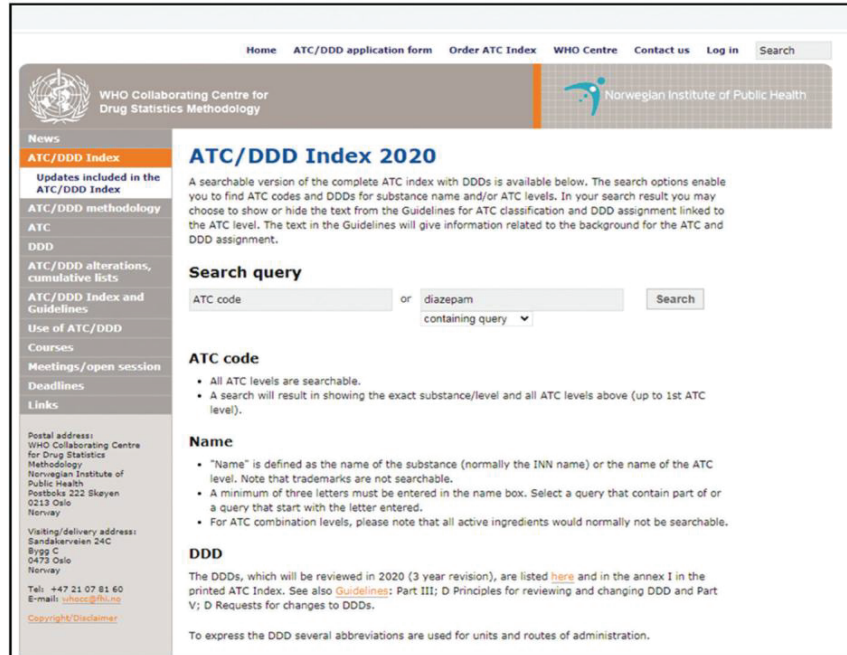 Home ATC/DDD application form Order ATC Index WHO Centre Contact us Log in Search
WHO Collaborating Centre for
Drug Statistics Methodology
Norwegian Institute of Public Health
News
ATC/DDD Index
Updates included in the
ATC/DDD Index
ATC/DDD methodology
ATC
DDD
ATC/DDD alterations,
cumulative lists
ATC/DDD Index and
Guidelines
Use of ATC/DDD
Courses
Meetings/open session
Deadlines
Links
Postal address:
WHO Collaborating Centre
for Drug Statistics
Methodology
Norwegian Institute of
Public Health
Postboks 222 Skøyen
0213 Oslo
Norway
Visiting/delivery address:
Sandakerveien 24C
Bygg C
0473 Oslo
Norway
Tel: +47 21 07 81 60
E-mail: whocc@fhi.no
Copyright/Disclaimer
ATC/DDD Index 2020
A searchable version of the complete ATC index with DDDs is available below. The search options enable
you to find ATC codes and DDDs for substance name and/or ATC levels. In your search result you may
choose to show or hide the text from the Guidelines for ATC classification and DDD assignment linked to
the ATC level. The text in the Guidelines will give information related to the background for the ATC and
DDD assignment.
Search query
ATC code or diazepam Search
containing query
ATC code
• All ATC levels are searchable.
• A search will result in showing the exact substance/level and all ATC levels above (up to 1st ATC
level).
Name
• "Name" is defined as the name of the substance (normally the INN name) or the name of the ATC
level. Note that trademarks are not searchable.
• A minimum of three letters must be entered in the name box. Select a query that contain part of or
a query that start with the letter entered.
• For ATC combination levels, please note that all active ingredients would normally not be searchable.
DDD
The DDDs, which will be reviewed in 2020 (3 year revision), are listed here and in the annex I in the
printed ATC Index. See also Guidelines: Part III; D Principles for reviewing and changing DDD and Part
V; D Requests for changes to DDDs.
To express the DDD several abbreviations are used for units and routes of administration.